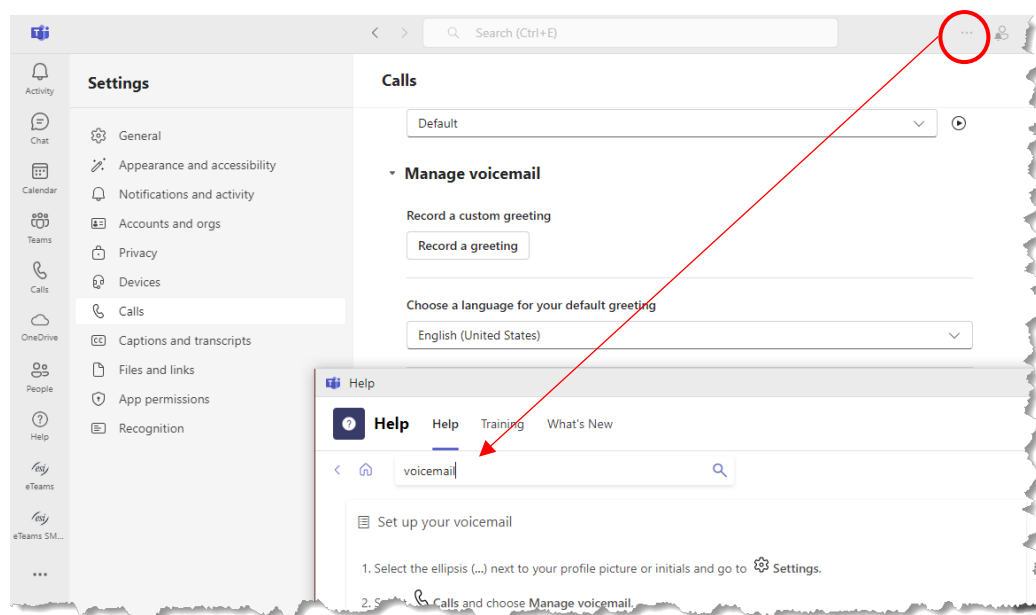 Search (Ctrl+E)
Activity
Chat
Calendar
Teams
Calls
OneDrive
People
Help
esi
eTeams
esi
eTeams SM...
Settings
General
Appearance and accessibility
Notifications and activity
Accounts and orgs
Privacy
Devices
Calls
CC Captions and transcripts
Files and links
App permissions
Recognition
Calls
Default
Manage voicemail
Record a custom greeting
Record a greeting
Choose a language for your default greeting
English (United States)
Help
Help Help Training What's New
voicemail
Set up your voicemail
1. Select the ellipsis (...) next to your profile picture or initials and go to Settings.
2. Calls and choose Manage voicemail.